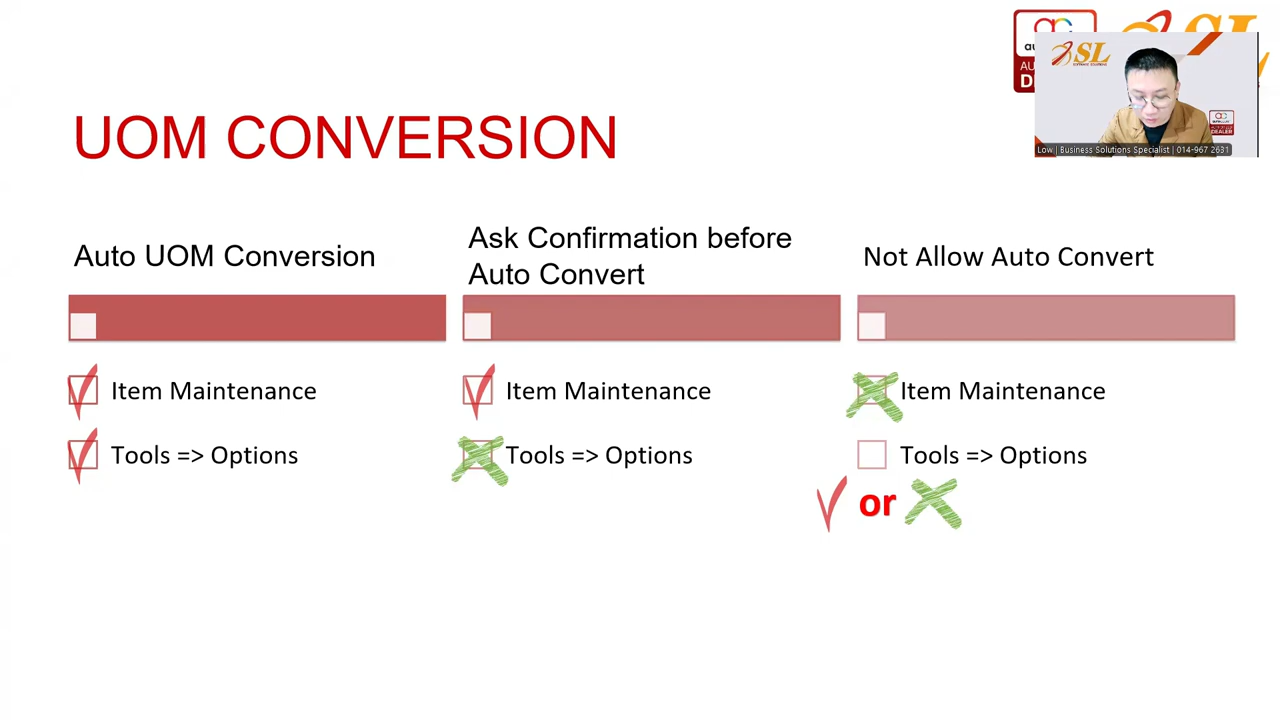 UOM CONVERSION
SL
Low | Business Solutions Specialist | 014-967 2631
Auto UOM Conversion
Ask Confirmation before
Auto Convert
Not Allow Auto Convert
Item Maintenance
Item Maintenance
Item Maintenance
Tools => Options
Tools => Options
Tools => Options
or